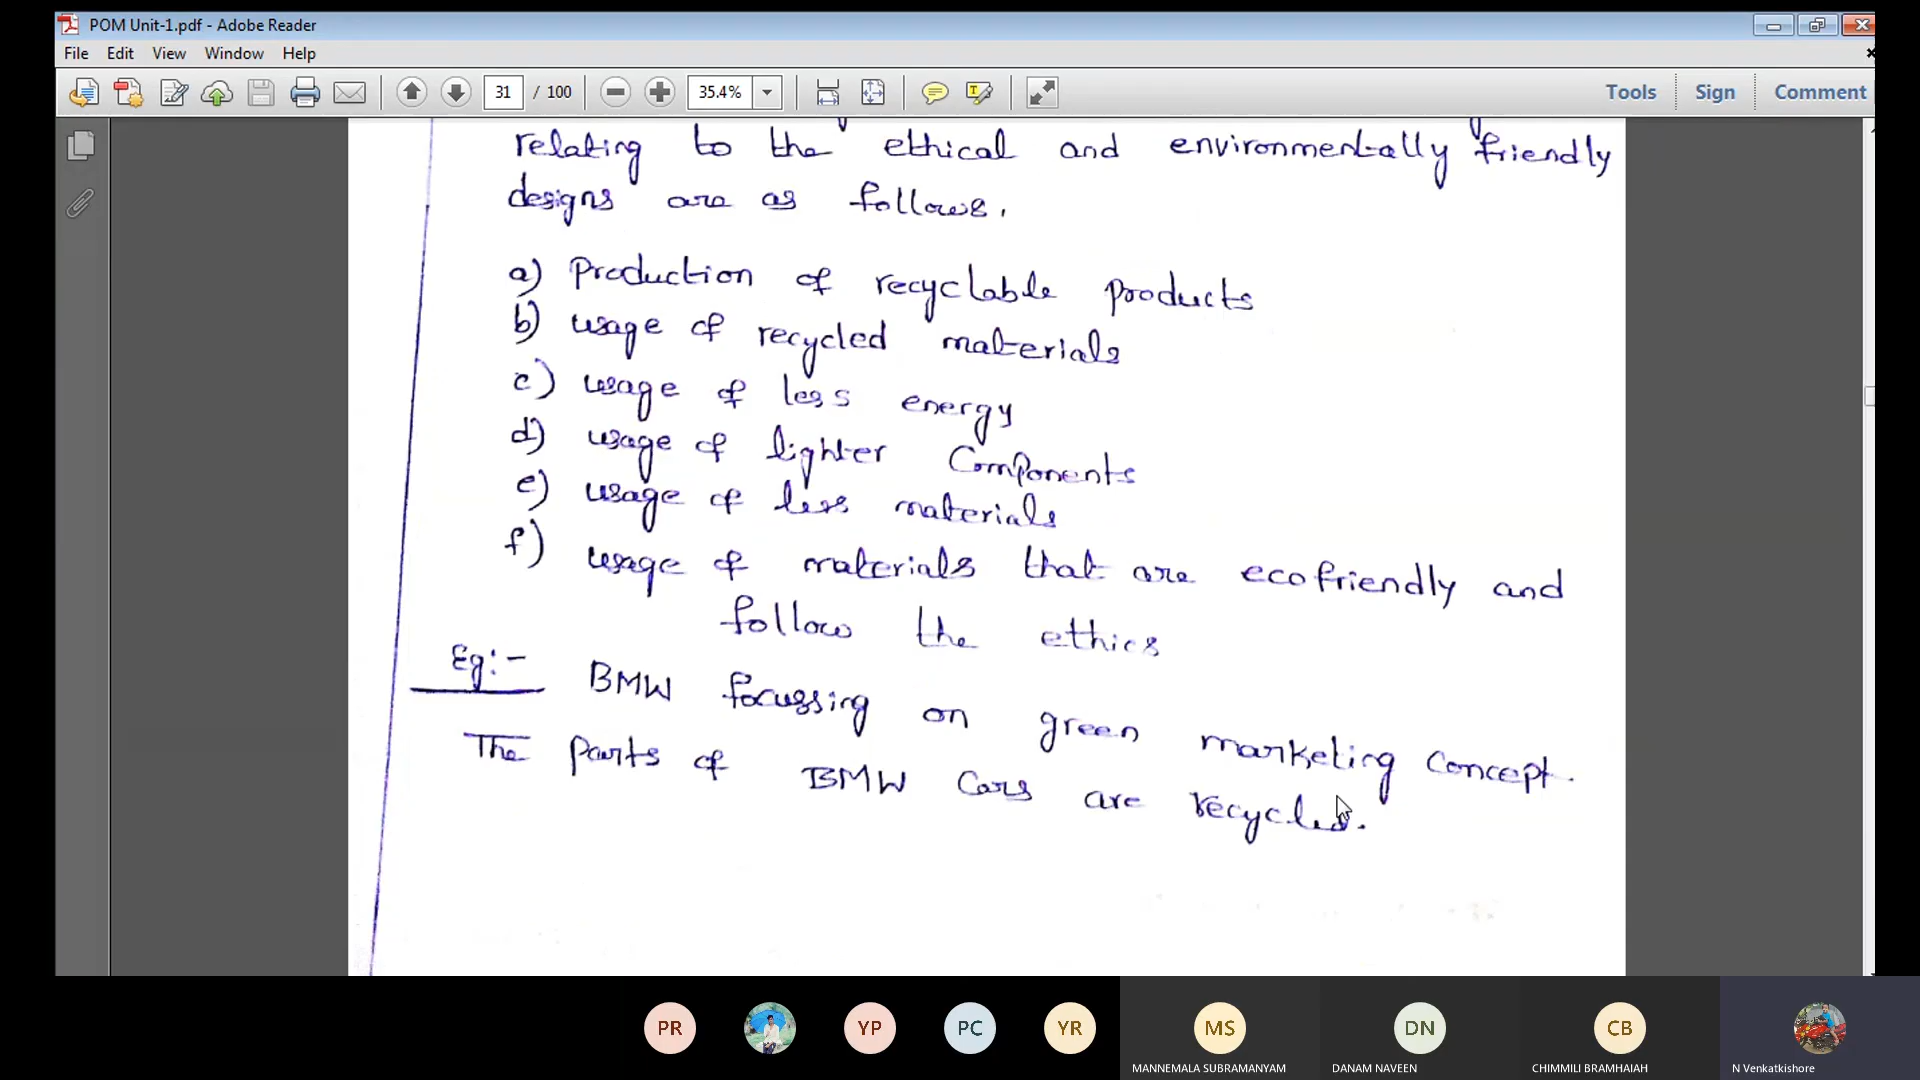 POM Unit-1.pdf - Adobe Reader
File Edit View Window Help
31 / 100 35.4% Tools Sign Comment
relating to the ethical and environmentally friendly
designs are as follows.
a) Production of recyclable products
b) usage of recycled materials
c) usage of less energy
d) usage of lighter Components
e) usage of less materials
f) usage of materials that are ecofriendly and
follow the ethics
Eg:- BMW focussing on green marketing concept.
The parts of BMW Cars are recycled.
PR YP PC YR MS DN CB
MANNEMALA SUBRAMANYAM DANAM NAVEEN CHIMMILI BRAMHAIAH N Venkatkishore